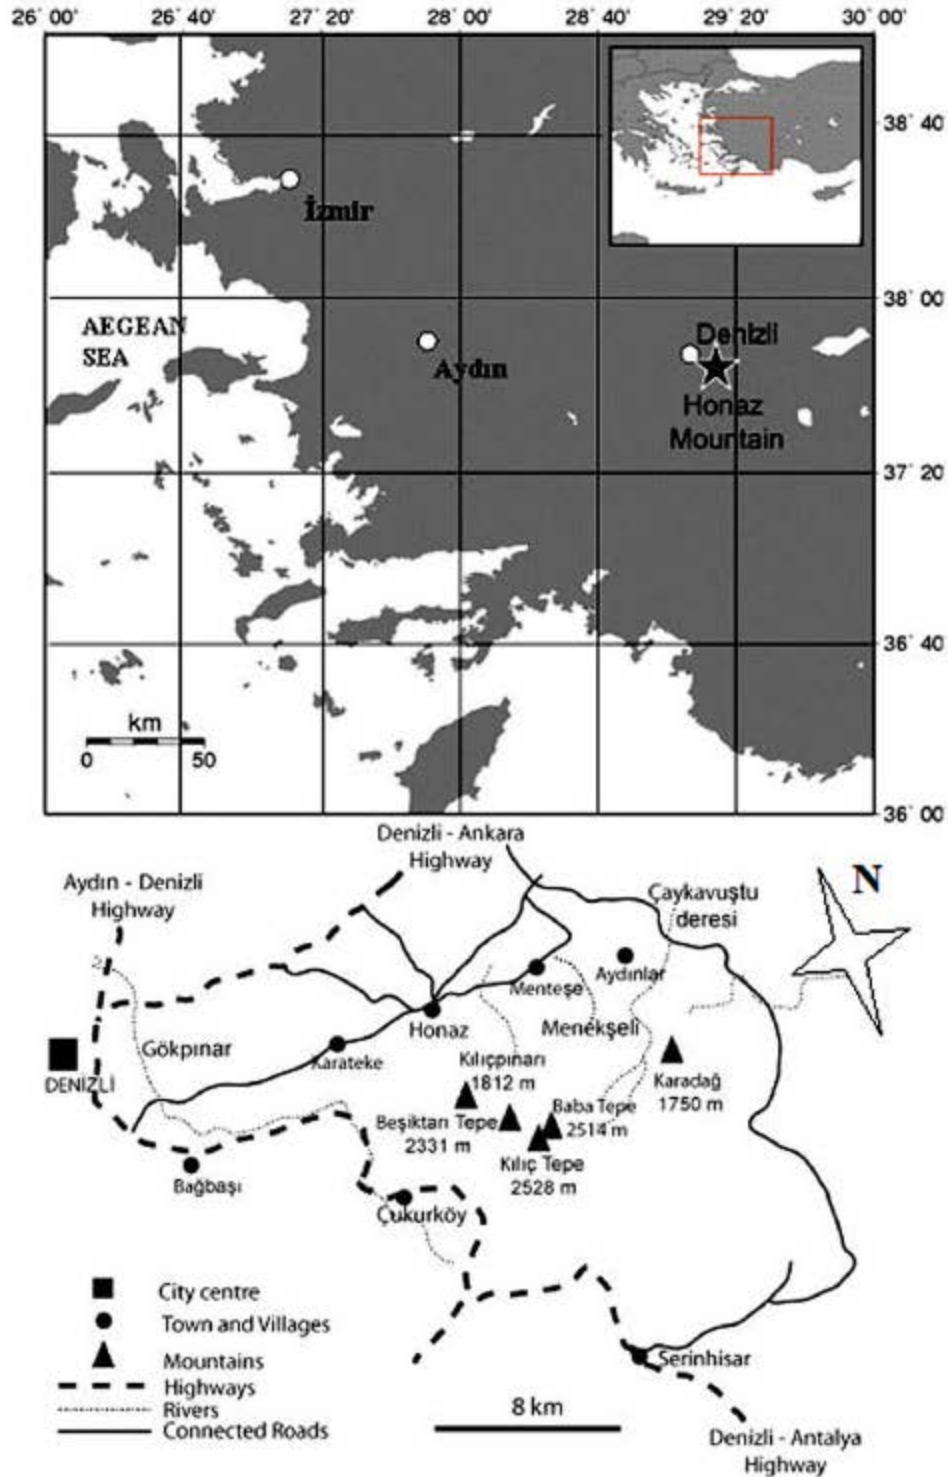 26° 00' 26° 40' 27° 20' 28° 00' 28° 40' 29° 20' 30° 00'
38° 40'
İzmir
38° 00'
AEGEAN
SEA
Denizli
Aydın
Honaz
Mountain
37° 20'
36° 40'
km
0 50
36° 00'
Denizli - Ankara
Highway
Aydın - Denizli
Highway
N
Çaykavuştu
deresi
Aydınlar
Menteşe
Honaz
Menekşeli
Gökpınar
Karateke
Kılıçpınarı
1812 m
DENİZLİ
Karadağ
1750 m
Beşiktarı Tepe
2331 m
Baba Tepe
2514 m
Kılıç Tepe
2528 m
Bağbaşı
Çukurköy
City centre
Town and Villages
Mountains
Highways
Rivers
Connected Roads
Serinhisar
8 km
Denizli - Antalya
Highway